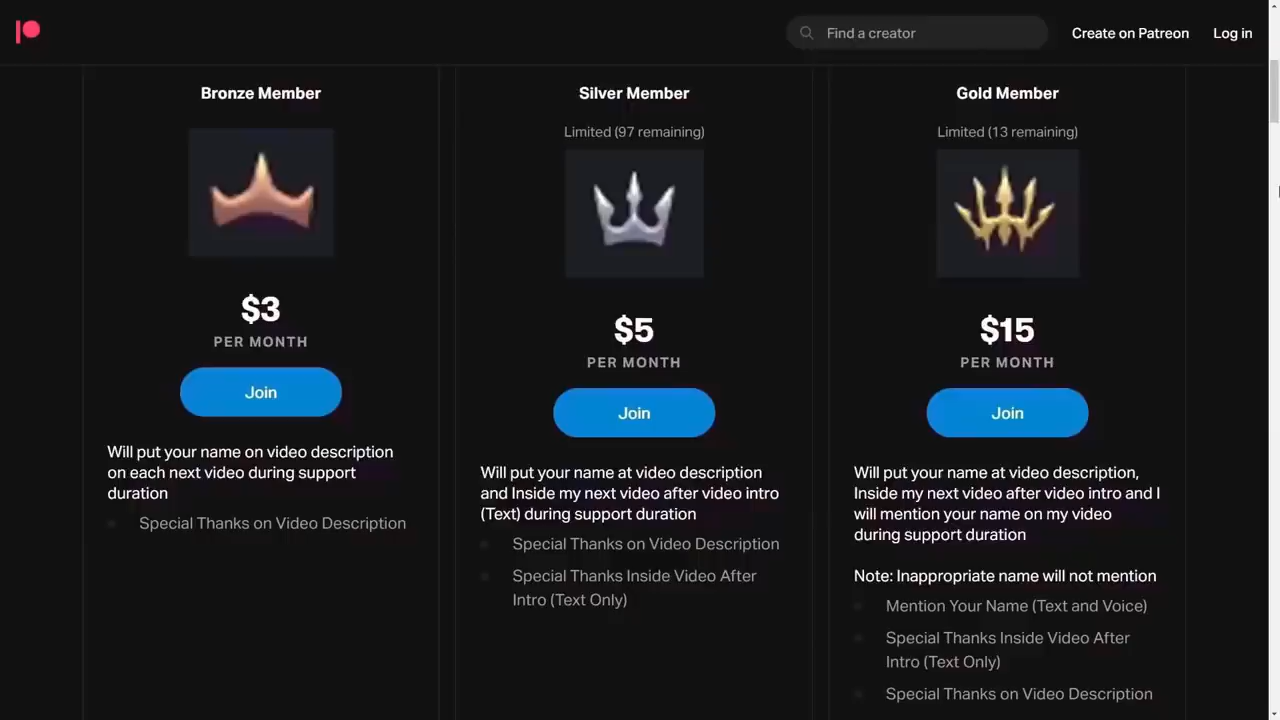 Find a creator
Create on Patreon
Log in
Bronze Member
$3
PER MONTH
Join
Will put your name on video description
on each next video during support
duration
Special Thanks on Video Description
Silver Member
Limited (97 remaining)
$5
PER MONTH
Join
Will put your name at video description
and Inside my next video after video intro
(Text) during support duration
Special Thanks on Video Description
Special Thanks Inside Video After
Intro (Text Only)
Gold Member
Limited (13 remaining)
$15
PER MONTH
Join
Will put your name at video description,
Inside my next video after video intro and I
will mention your name on my video
during support duration
Note: Inappropriate name will not mention
Mention Your Name (Text and Voice)
Special Thanks Inside Video After
Intro (Text Only)
Special Thanks on Video Description